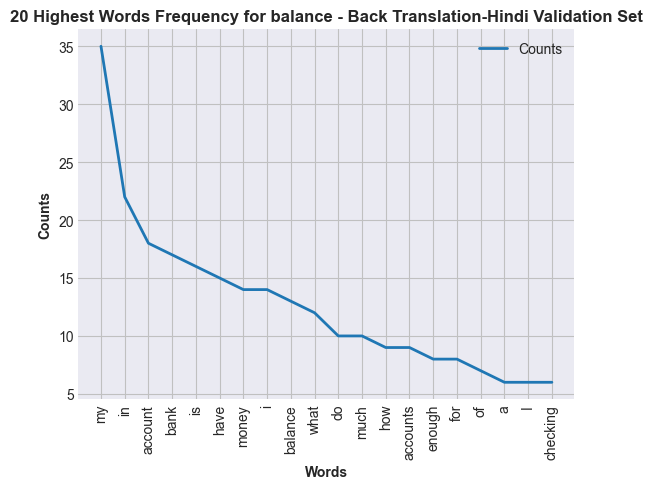 20 Highest Words Frequency for balance - Back Translation-Hindi Validation Set
Counts
35
30
25
20
15
10
5
Counts
my
in
account
bank
is
have
money
i
balance
what
do
much
how
accounts
enough
for
of
a
I
checking
Words